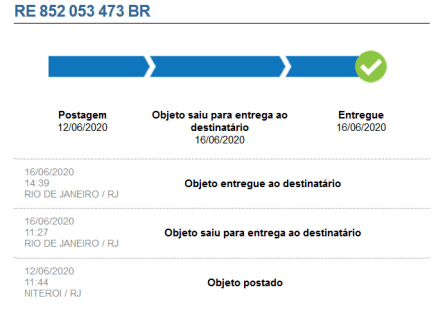 RE 852 053 473 BR
Postagem
12/06/2020
Objeto saiu para entrega ao
destinatário
16/06/2020
Entregue
16/06/2020
16/06/2020
14:39
RIO DE JANEIRO / RJ
Objeto entregue ao destinatário
16/06/2020
11:27
RIO DE JANEIRO / RJ
Objeto saiu para entrega ao destinatário
12/06/2020
11:44
NITEROI / RJ
Objeto postado